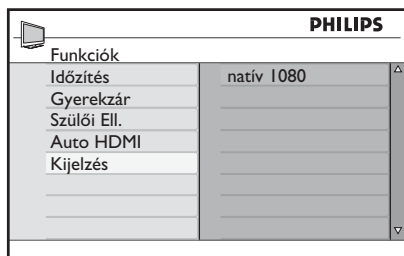 PHILIPS
Funkciók
Időzítés
natív 1080
Gyerekzár
Szülői Ell.
Auto HDMI
Kijelzés